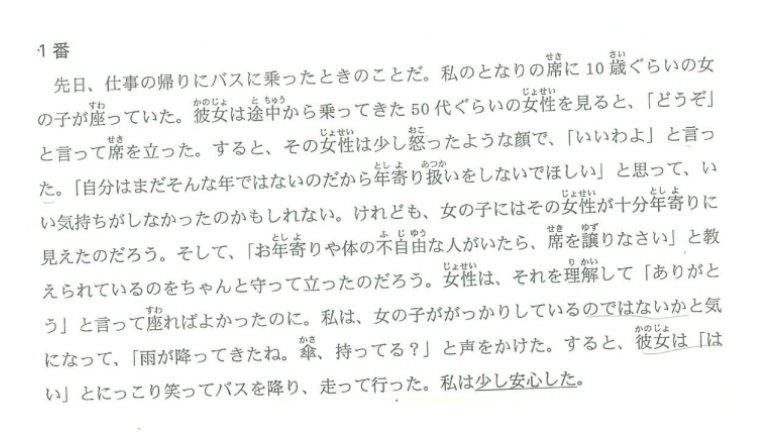 1番
先日、仕事の帰りにバスに乗ったときのことだ。私のとなりの席に10歳ぐらいの女
の子が座っていた。彼女は途中から乗ってきた50代ぐらいの女性を見ると、「どうぞ」
と言って席を立った。すると、その女性は少し怒ったような顔で、「いいわよ」と言っ
た。「自分はまだそんな年ではないのだから年寄り扱いをしないでほしい」と思って、い
い気持ちがしなかったのかもしれない。けれども、女の子にはその女性が十分年寄りに
見えたのだろう。そして、「お年寄りや体の不自由な人がいたら、席を譲りなさい」と教
えられているのをちゃんと守って立ったのだろう。女性は、それを理解して「ありがと
う」と言って座ればよかったのに。私は、女の子ががっかりしているのではないかと気
になって、「雨が降ってきたね。傘、持ってる？」と声をかけた。すると、彼女は「は
い」とにっこり笑ってバスを降り、走って行った。私は少し安心した。